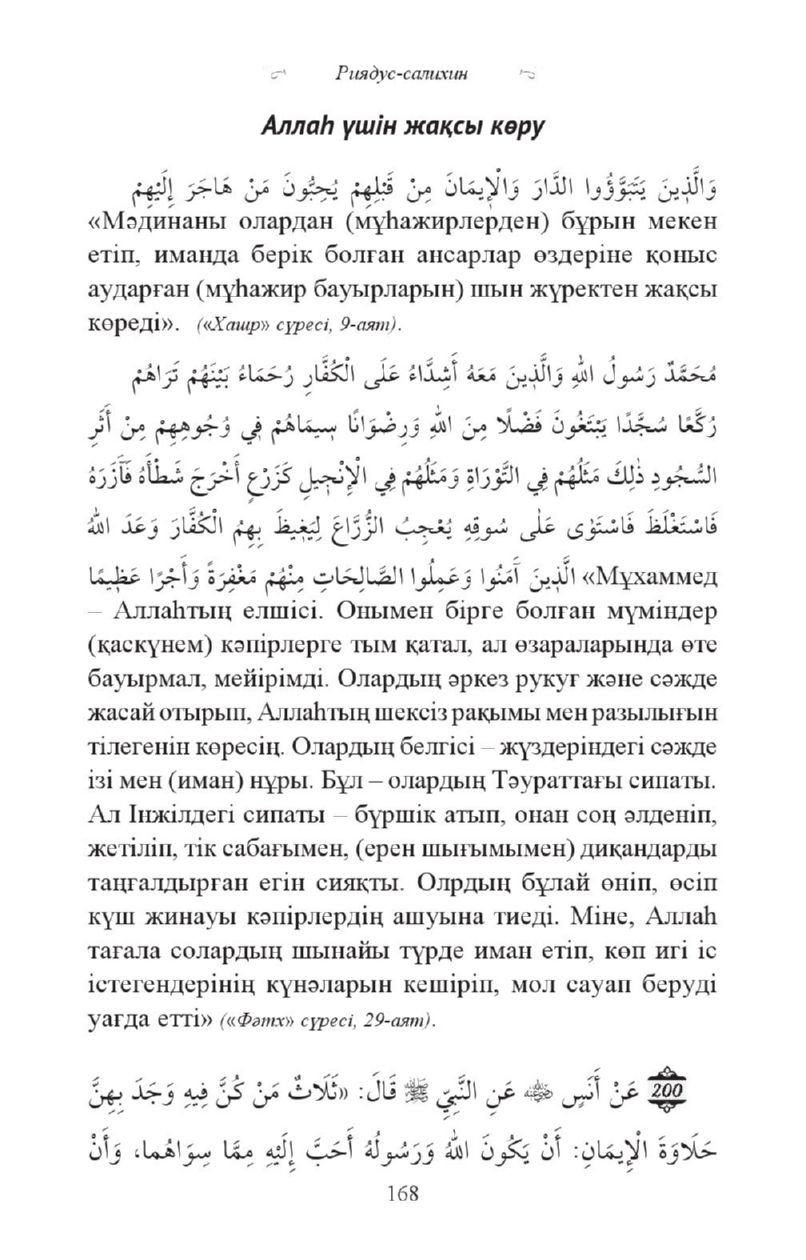 Риядус-салихин
Аллаһ үшін жақсы көру
وَالَّذِينَ يَتَبَوَّؤُوا الدَّارَ وَالْإِيمَانَ مِنْ قَبْلِهِمْ يُحِبُّونَ مَنْ هَاجَرَ إِلَيْهِمْ
«Мәдинаны олардан (мұһажирлерден) бұрын мекен
етіп, иманда берік болған ансарлар өздеріне қоныс
аударған (мұһажир бауырларын) шын жүректен жақсы
көреді». («Хашр» сүресі, 9-аят).
مُحَمَّدٌ رَسُولُ اللهِ وَالَّذِينَ مَعَهُ أَشِدَّاءُ عَلَى الْكُفَّارِ رُحَمَاءُ بَيْنَهُمْ تَرَاهُمْ
رُكَّعًا سُجَّدًا يَبْتَغُونَ فَضْلًا مِنَ اللهِ وَرِضْوَانًا سِيمَاهُمْ فِي وُجُوهِهِمْ مِنْ أَثَرِ
السُّجُودِ ذٰلِكَ مَثَلُهُمْ فِي التَّوْرَاةِ وَمَثَلُهُمْ فِي الْإِنْجِيلِ كَزَرْعٍ أَخْرَجَ شَطْأَهُ فَآزَرَهُ
فَاسْتَغْلَظَ فَاسْتَوٰى عَلٰى سُوقِهِ يُعْجِبُ الزُّرَّاعَ لِيَغِيظَ بِهِمُ الْكُفَّارَ وَعَدَ اللهُ
الَّذِينَ آمَنُوا وَعَمِلُوا الصَّالِحَاتِ مِنْهُمْ مَغْفِرَةً وَأَجْرًا عَظِيمًا «Мұхаммед
– Аллаһтың елшісі. Онымен бірге болған мүміндер
(қаскүнем) кәпірлерге тым қатал, ал өзараларында өте
бауырмал, мейірімді. Олардың әркез рукуғ және сәжде
жасай отырып, Аллаһтың шексіз рақымы мен разылығын
тілегенін көресің. Олардың белгісі – жүздеріндегі сәжде
ізі мен (иман) нұры. Бұл – олардың Тәураттағы сипаты.
Ал Інжілдегі сипаты – бүршік атып, онан соң әлденіп,
жетіліп, тік сабағымен, (ерен шығымымен) диқандарды
таңғалдырған егін сияқты. Олрдың бұлай өніп, өсіп
күш жинауы кәпірлердің ашуына тиеді. Міне, Аллаһ
тағала солардың шынайы түрде иман етіп, көп игі іс
істегендерінің күнәларын кешіріп, мол сауап беруді
уағда етті» («Фәтх» сүресі, 29-аят).
200 عَنْ أَنَسٍ ﷺ عَنِ النَّبِيِّ ﷺ قَالَ: «ثَلَاثٌ مَنْ كُنَّ فِيهِ وَجَدَ بِهِنَّ
حَلَاوَةَ الْإِيمَانِ: أَنْ يَكُونَ اللهُ وَرَسُولُهُ أَحَبَّ إِلَيْهِ مِمَّا سِوَاهُمَا، وَأَنْ
168